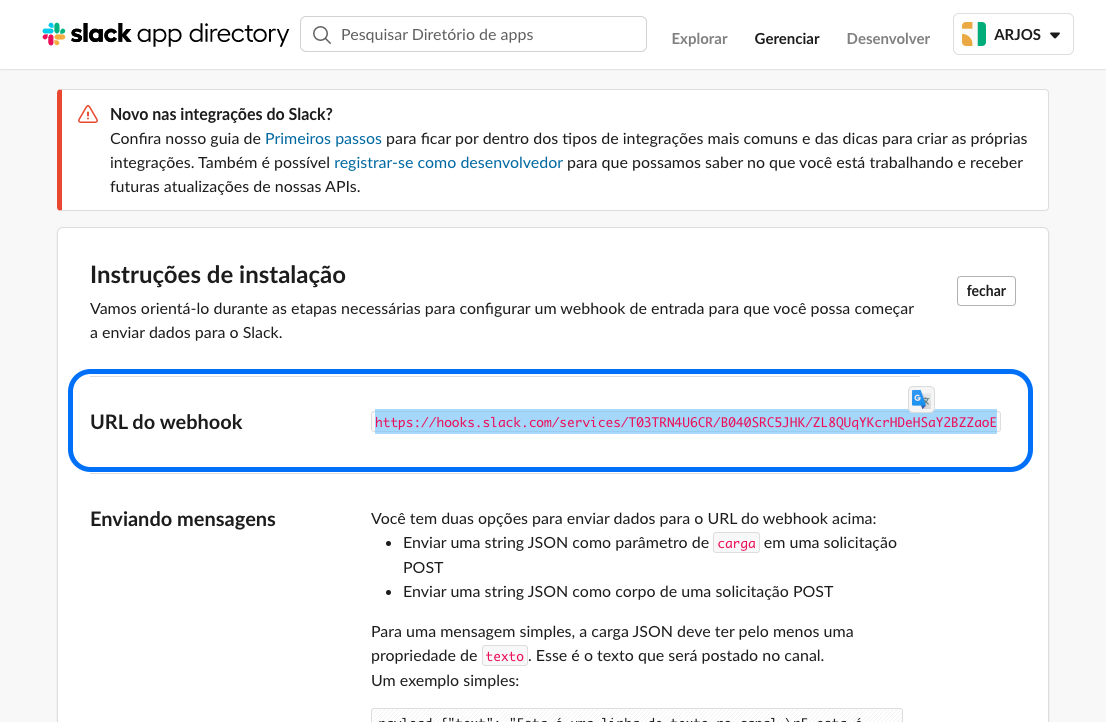 slack app directory
Pesquisar Diretório de apps
Explorar
Gerenciar
Desenvolver
ARJOS
Novo nas integrações do Slack?
Confira nosso guia de Primeiros passos para ficar por dentro dos tipos de integrações mais comuns e das dicas para criar as próprias
integrações. Também é possível registrar-se como desenvolvedor para que possamos saber no que você está trabalhando e receber
futuras atualizações de nossas APIs.
Instruções de instalação
fechar
Vamos orientá-lo durante as etapas necessárias para configurar um webhook de entrada para que você possa começar
a enviar dados para o Slack.
URL do webhook
https://hooks.slack.com/services/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
Enviando mensagens
Você tem duas opções para enviar dados para o URL do webhook acima:
• Enviar uma string JSON como parâmetro de carga em uma solicitação
POST
• Enviar uma string JSON como corpo de uma solicitação POST
Para uma mensagem simples, a carga JSON deve ter pelo menos uma
propriedade de texto. Esse é o texto que será postado no canal.
Um exemplo simples: